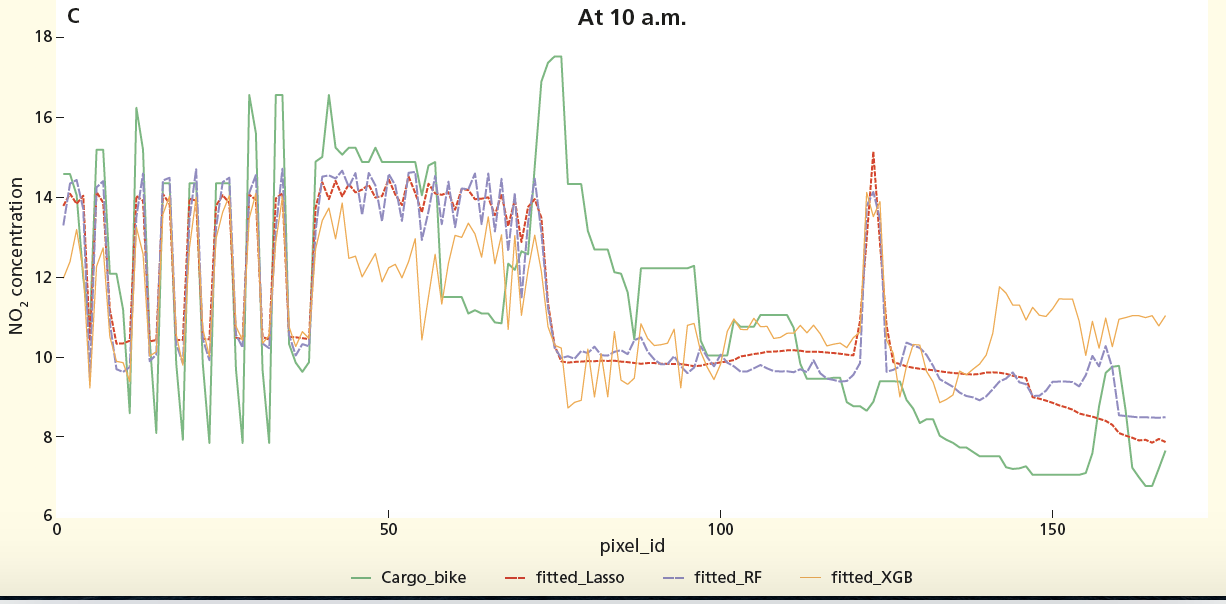 C
At 10 a.m.
NO2 concentration
18
16
14
12
10
8
6
0 50 100 150
pixel_id
Cargo_bike fitted_Lasso fitted_RF fitted_XGB